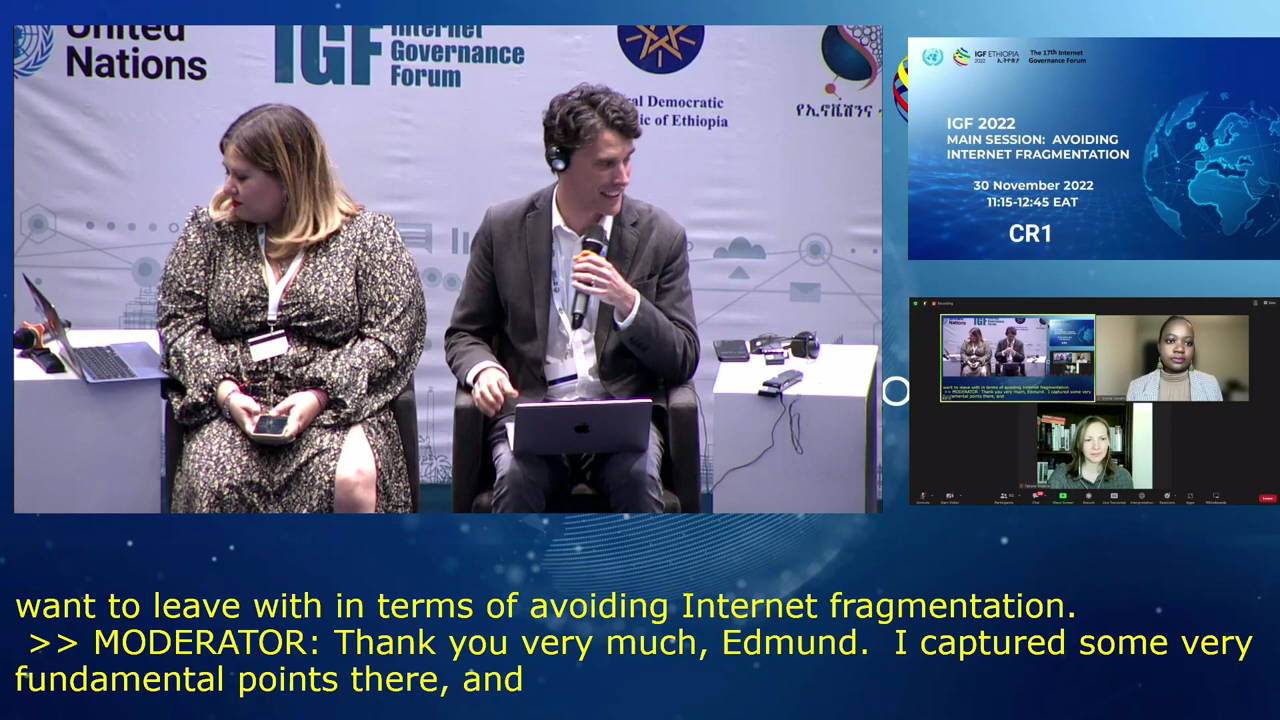 United
Nations
IGF
Internet
Governance
Forum
al Democratic
ic of Ethiopia
የኢኖቬሽንና
IGF ETHIOPIA
2022
ኢትዮጵያ
The 17th Internet
Governance Forum
IGF 2022
MAIN SESSION: AVOIDING
INTERNET FRAGMENTATION
30 November 2022
11:15-12:45 EAT
CR1
want to leave with in terms of avoiding Internet fragmentation.
>> MODERATOR: Thank you very much, Edmund. I captured some very
fundamental points there, and